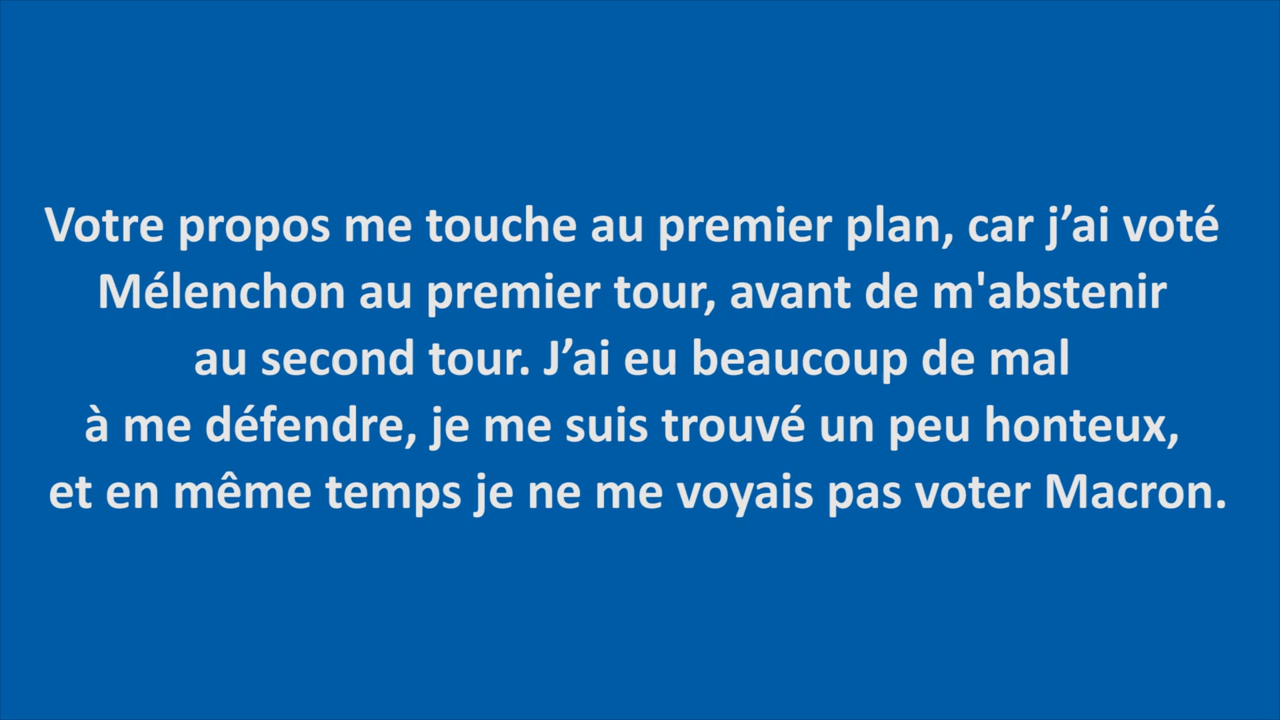 Votre propos me touche au premier plan, car j’ai voté
Mélenchon au premier tour, avant de m'abstenir
au second tour. J’ai eu beaucoup de mal
à me défendre, je me suis trouvé un peu honteux,
et en même temps je ne me voyais pas voter Macron.